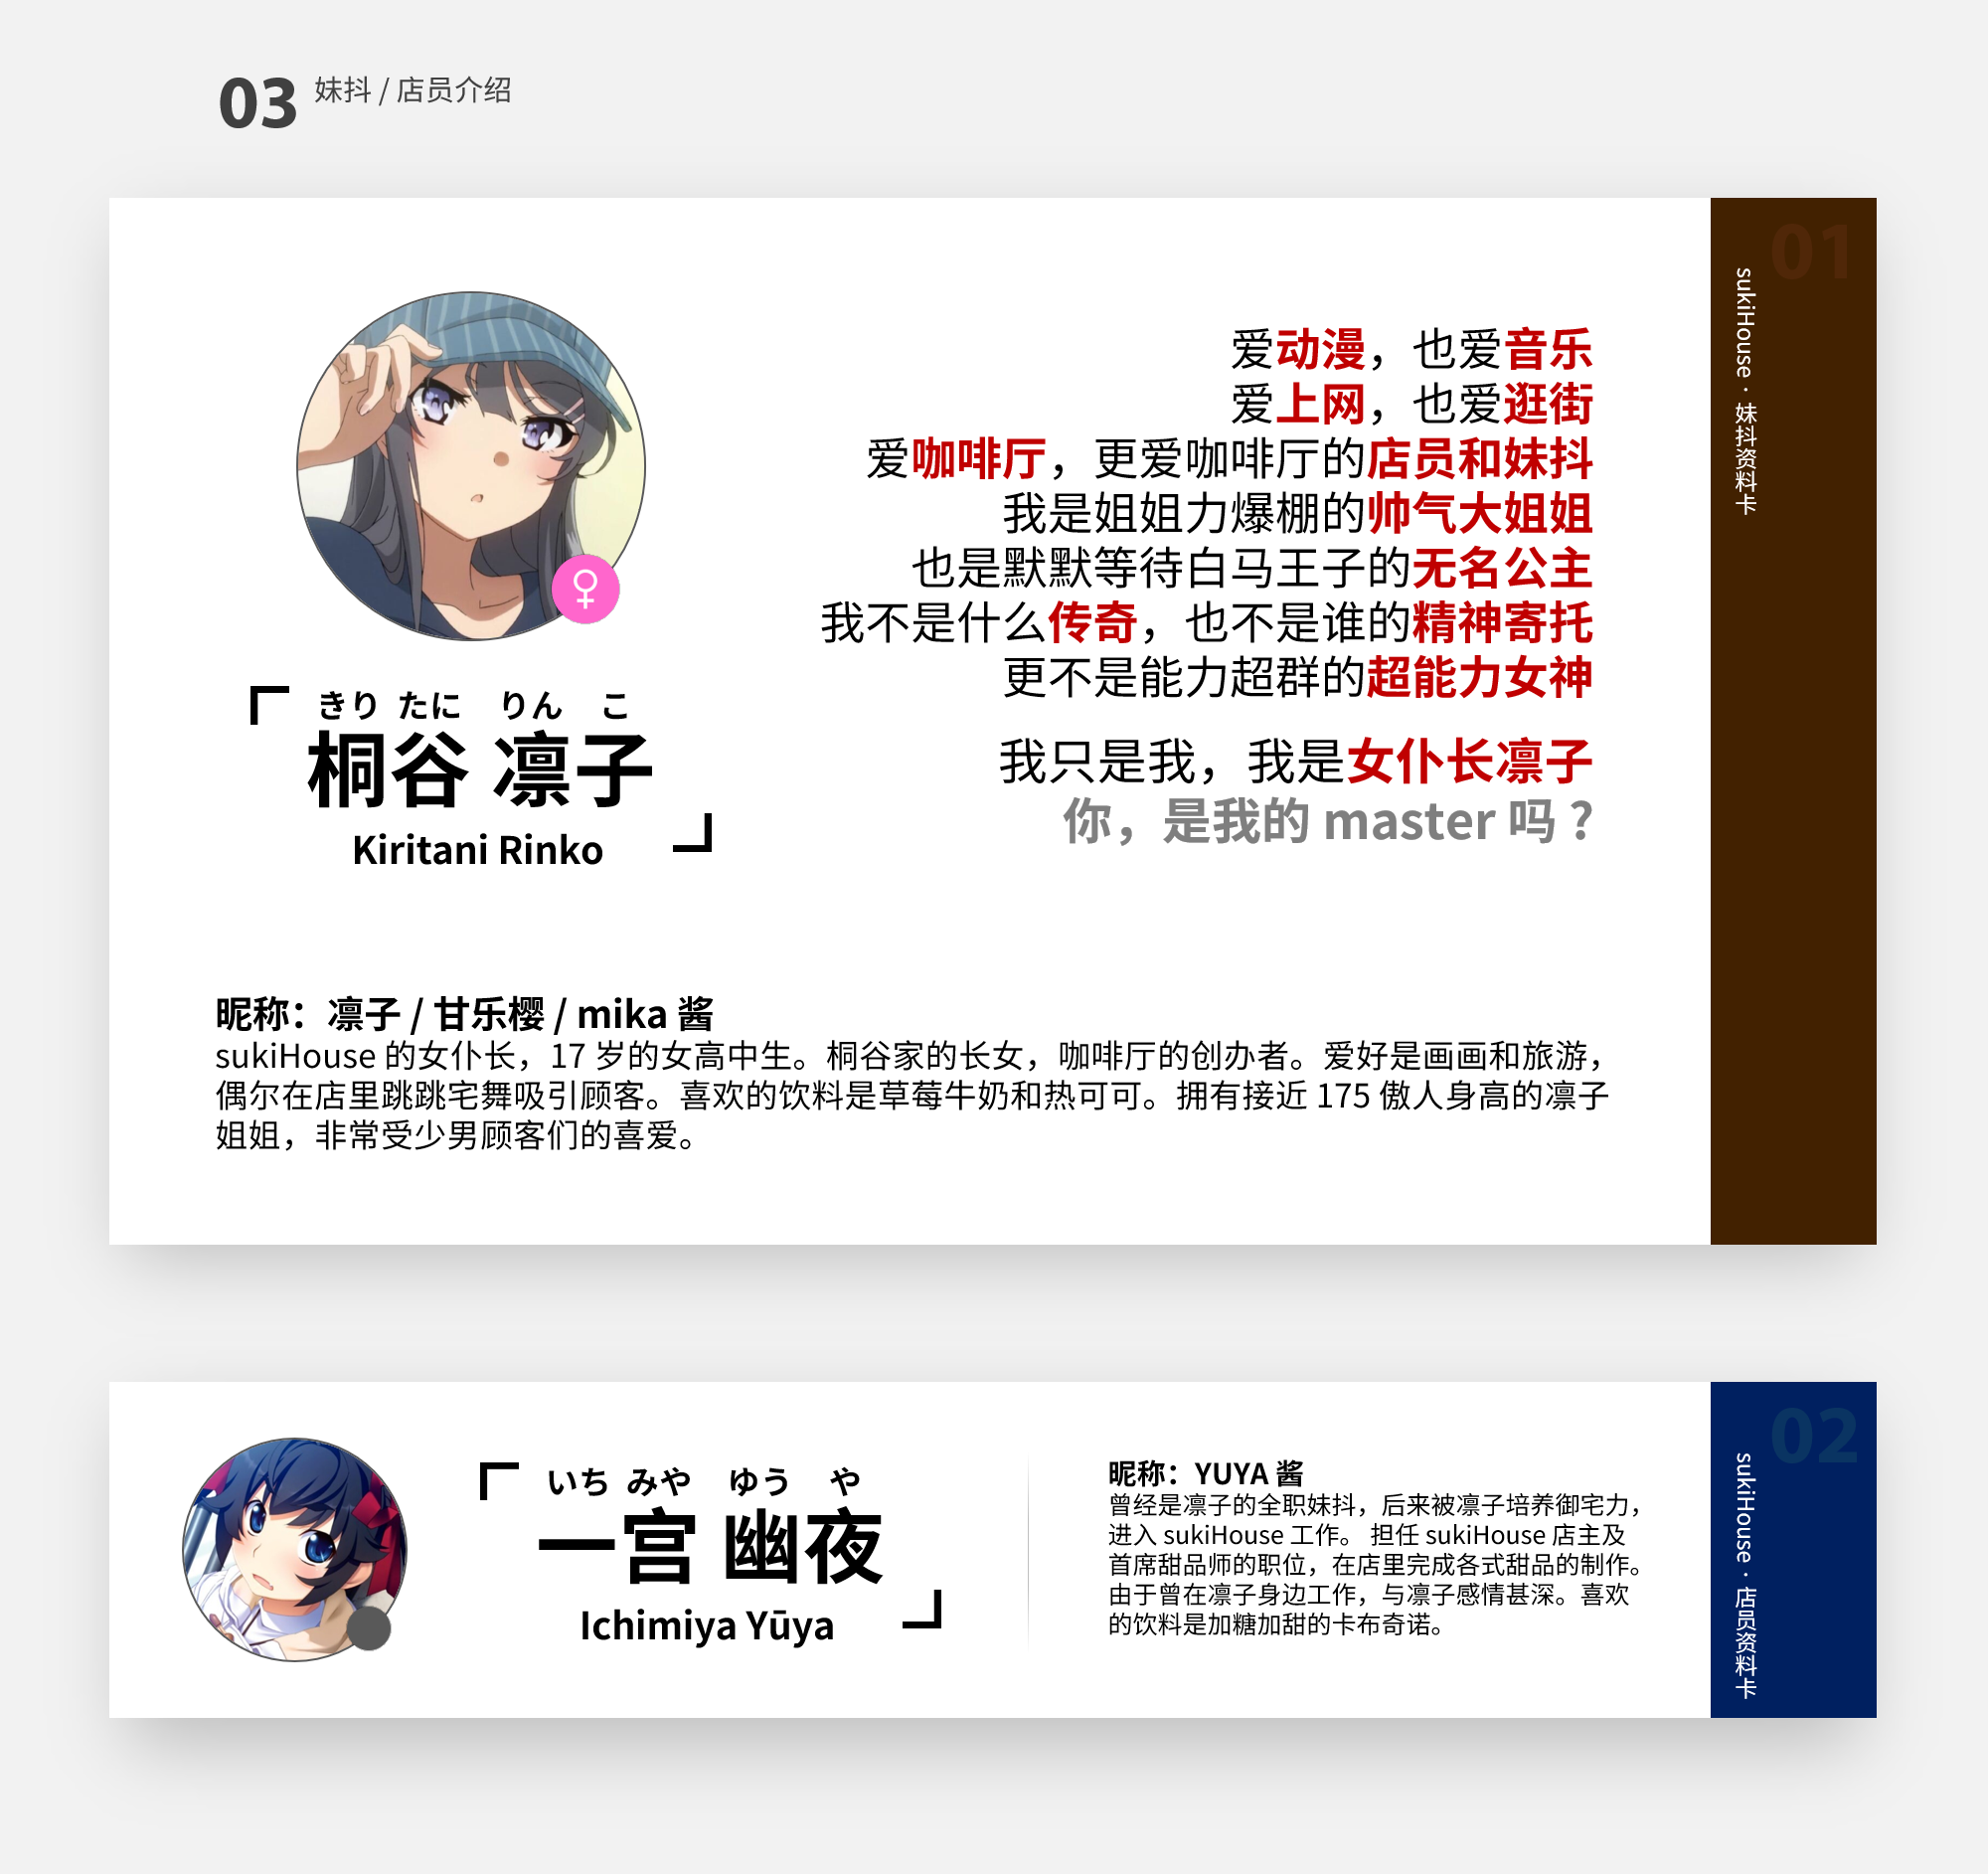 03 妹抖 / 店员介绍
01
sukiHouse · 妹抖资料卡
爱动漫，也爱音乐
爱上网，也爱逛街
爱咖啡厅，更爱咖啡厅的店员和妹抖
我是姐姐力爆棚的帅气大姐姐
也是默默等待白马王子的无名公主
我不是什么传奇，也不是谁的精神寄托
更不是能力超群的超能力女神
我只是我，我是女仆长凛子
你，是我的 master 吗？
きり たに りん こ
桐谷 凛子
Kiritani Rinko
昵称：凛子 / 甘乐樱 / mika 酱
sukiHouse 的女仆长，17 岁的女高中生。桐谷家的长女，咖啡厅的创办者。爱好是画画和旅游，
偶尔在店里跳跳宅舞吸引顾客。喜欢的饮料是草莓牛奶和热可可。拥有接近 175 傲人身高的凛子
姐姐，非常受少男顾客们的喜爱。
02
sukiHouse · 店员资料卡
いち みや ゆう や
一宫 幽夜
Ichimiya Yūya
昵称：YUYA 酱
曾经是凛子的全职妹抖，后来被凛子培养御宅力，
进入 sukiHouse 工作。 担任 sukiHouse 店主及
首席甜品师的职位，在店里完成各式甜品的制作。
由于曾在凛子身边工作，与凛子感情甚深。喜欢
的饮料是加糖加甜的卡布奇诺。